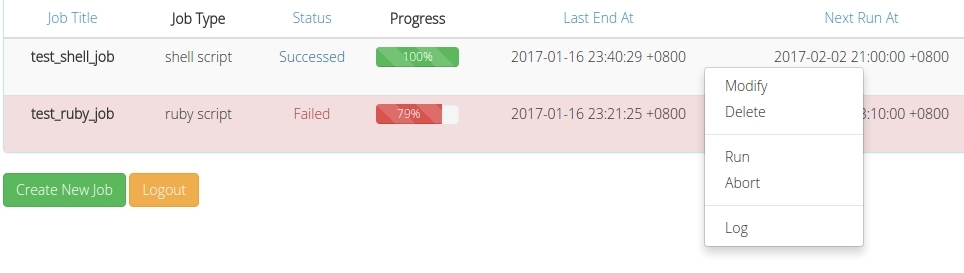 Job Title Job Type Status Progress Last End At Next Run At
test_shell_job shell script Successed 100% 2017-01-16 23:40:29 +0800 2017-02-02 21:00:00 +0800
test_ruby_job ruby script Failed 79% 2017-01-16 23:21:25 +0800 :10:00 +0800
Modify
Delete
Run
Abort
Log
Create New Job Logout